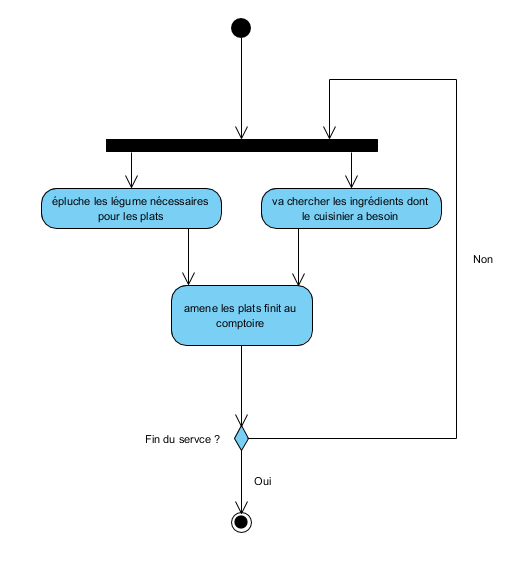 épluche les légume nécessaires
pour les plats
va chercher les ingrédients dont
le cuisinier a besoin
Non
amene les plats finit au
comptoire
Fin du servce ?
Oui